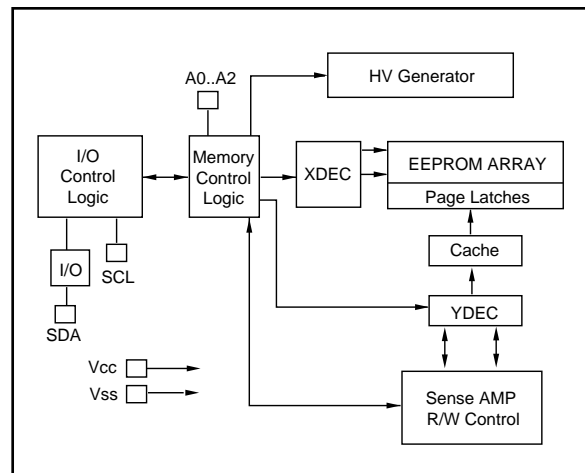 A0..A2
HV Generator
I/O
Control
Logic
Memory
Control
Logic
XDEC
EEPROM ARRAY
Page Latches
Cache
I/O
SCL
SDA
YDEC
Vcc
Vss
Sense AMP
R/W Control